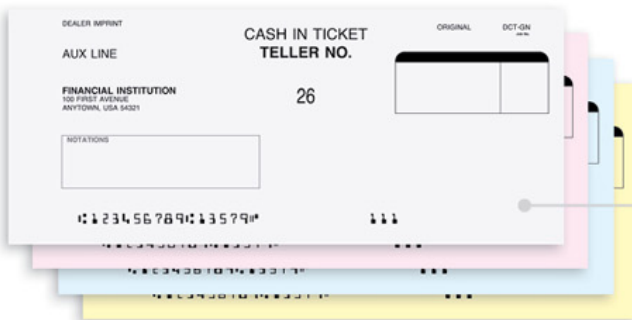 DEALER IMPRINT
CASH IN TICKET
ORIGINAL DCT-GN
AUX LINE
TELLER NO.
FINANCIAL INSTITUTION
100 FIRST AVENUE
ANYTOWN, USA 54321
26
NOTATIONS
⑆123456789⑆13579⑈ 111